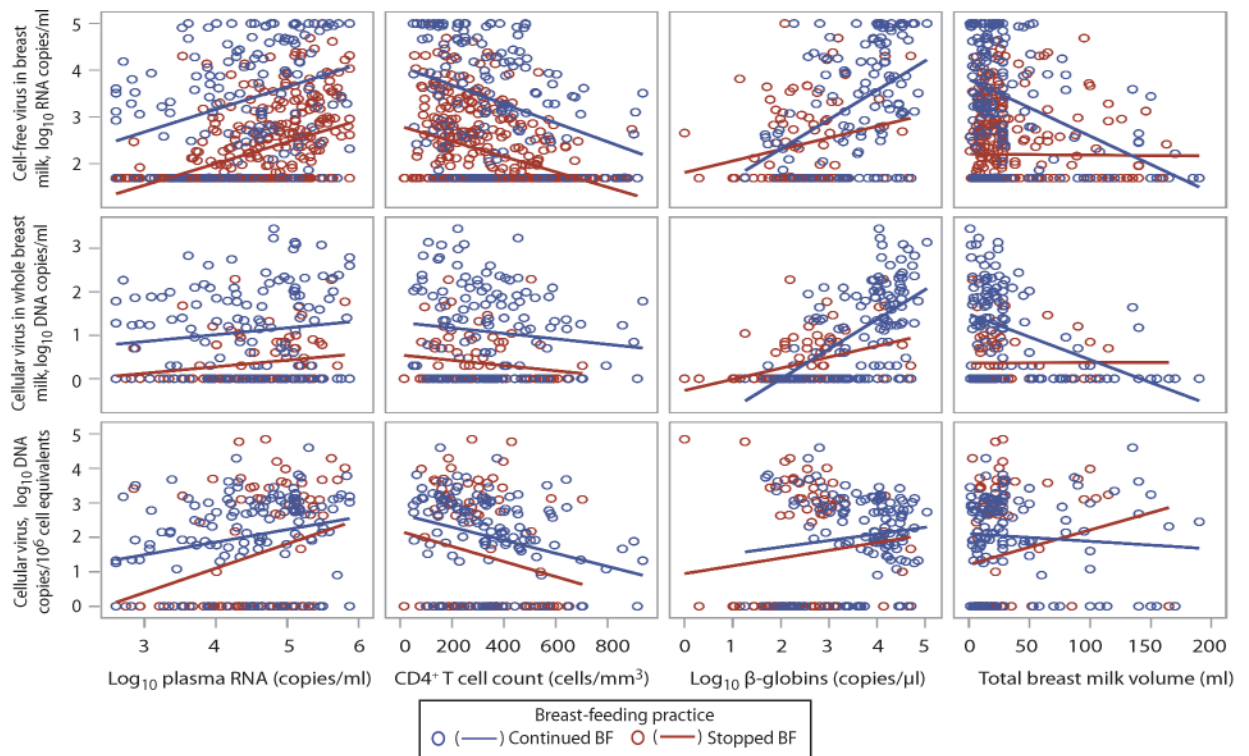 Cell-free virus in breast
milk, log10 RNA copies/ml
5
4
3
2
Cellular virus in whole breast
milk, log10 DNA copies/ml
3
2
1
0
Cellular virus, log10 DNA
copies/10⁶ cell equivalents
5
4
3
2
1
0
3 4 5 6
0 200 400 600 800
0 1 2 3 4 5
0 50 100 150 200
Log10 plasma RNA (copies/ml)
CD4⁺ T cell count (cells/mm³)
Log10 β-globins (copies/µl)
Total breast milk volume (ml)
Breast-feeding practice
(—) Continued BF (—) Stopped BF